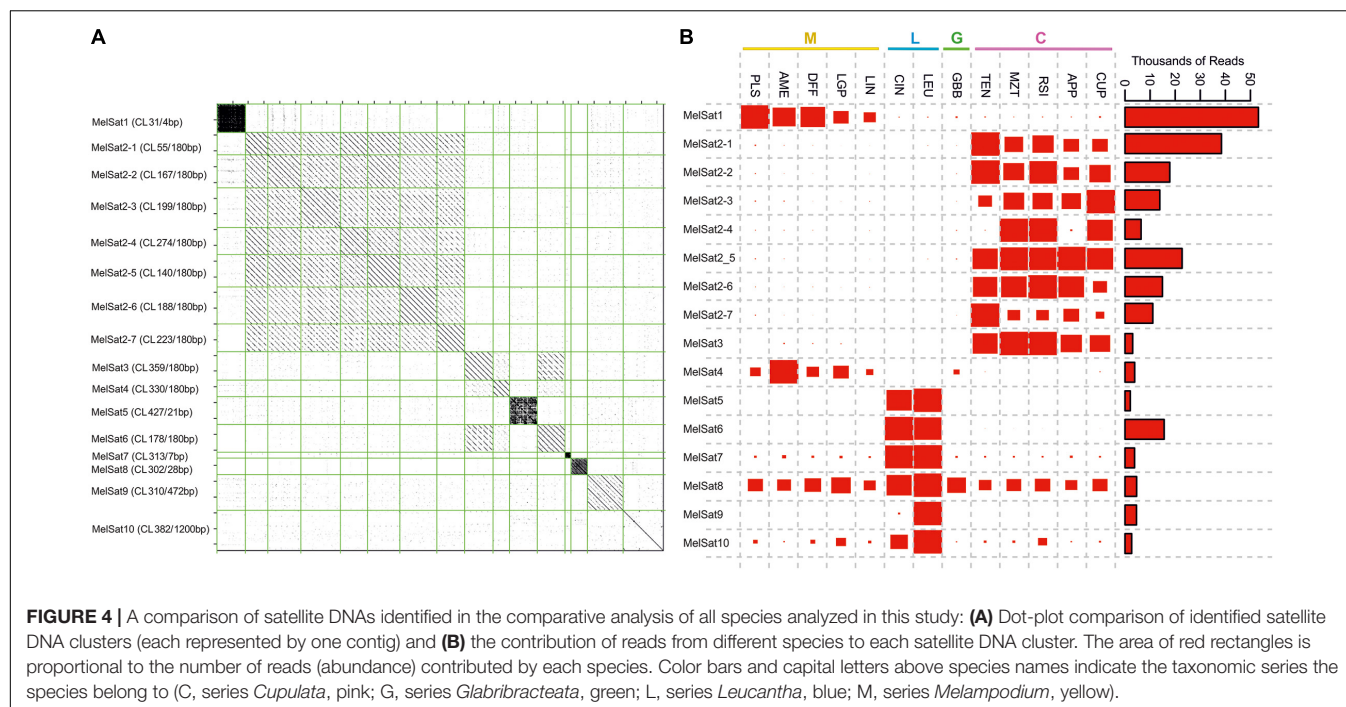 A
MelSat1 (CL31/4bp)
MelSat2-1 (CL55/180bp)
MelSat2-2 (CL167/180bp)
MelSat2-3 (CL199/180bp)
MelSat2-4 (CL274/180bp)
MelSat2-5 (CL140/180bp)
MelSat2-6 (CL188/180bp)
MelSat2-7 (CL223/180bp)
MelSat3 (CL359/180bp)
MelSat4 (CL330/180bp)
MelSat5 (CL427/21bp)
MelSat6 (CL178/180bp)
MelSat7 (CL313/7bp)
MelSat8 (CL302/28bp)
MelSat9 (CL310/472bp)
MelSat10 (CL382/1200bp)
B
M L G C
PLS AME DFF LGP LIN CIN LEU GBB TEN MZT RSI APP CUP
Thousands of Reads
0 10 20 30 40 50
MelSat1
MelSat2-1
MelSat2-2
MelSat2-3
MelSat2-4
MelSat2_5
MelSat2-6
MelSat2-7
MelSat3
MelSat4
MelSat5
MelSat6
MelSat7
MelSat8
MelSat9
MelSat10
FIGURE 4 | A comparison of satellite DNAs identified in the comparative analysis of all species analyzed in this study: (A) Dot-plot comparison of identified satellite
DNA clusters (each represented by one contig) and (B) the contribution of reads from different species to each satellite DNA cluster. The area of red rectangles is
proportional to the number of reads (abundance) contributed by each species. Color bars and capital letters above species names indicate the taxonomic series the
species belong to (C, series Cupulata, pink; G, series Glabribracteata, green; L, series Leucantha, blue; M, series Melampodium, yellow).